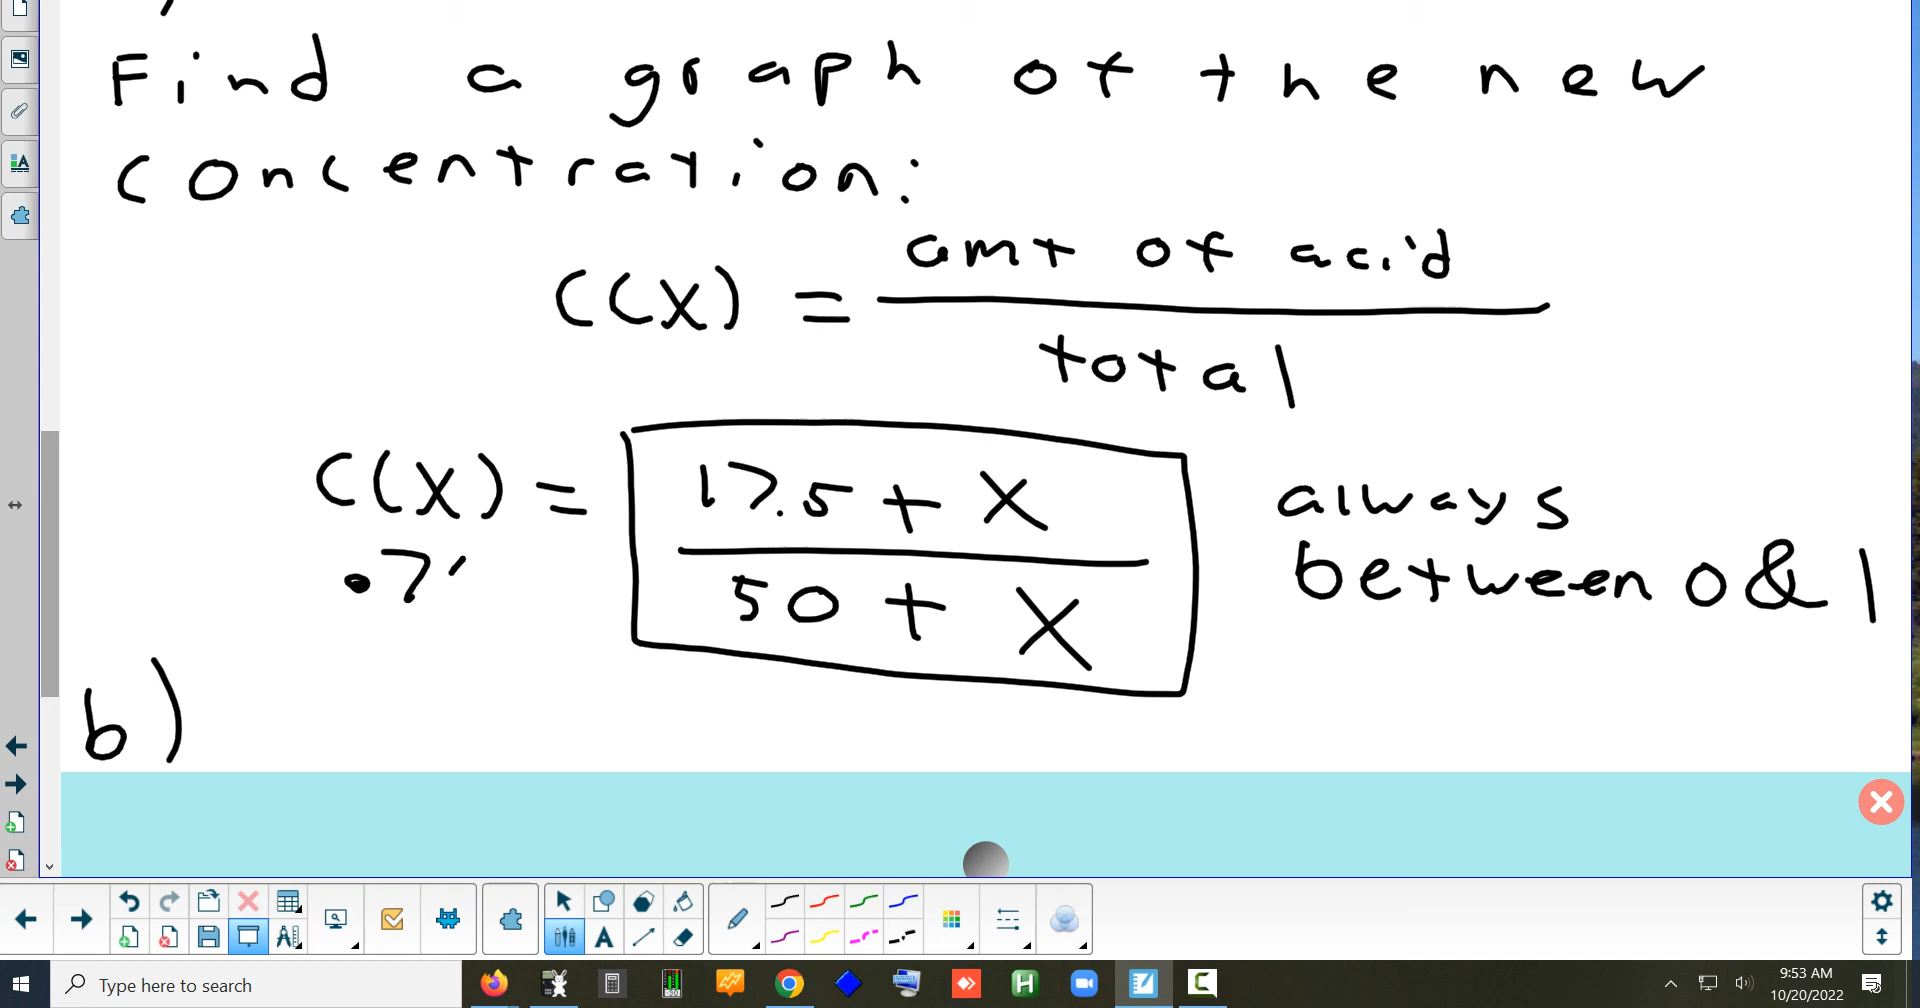 Find a graph of the new
concentration:
C(X) = amt of acid
total
C(X) = 17.5 + X
50 + X
always
between 0 & 1
.7
b)
Type here to search
9:53 AM
10/20/2022